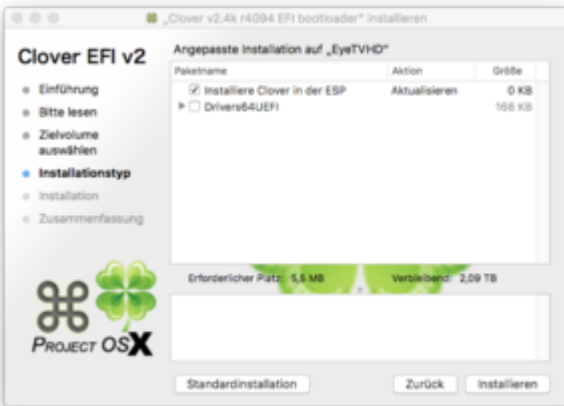 „Clover v2.4k r4094 EFI bootloader“ installieren
Clover EFI v2
Angepasste Installation auf „EyeTVHD“
Paketname Aktion Größe
Installiere Clover in der ESP Aktualisieren 0 KB
Drivers64UEFI 168 KB
Einführung
Bitte lesen
Zielvolume
auswählen
Installationstyp
Installation
Zusammenfassung
Erforderlicher Platz: 5,5 MB Verbleibend: 2,09 TB
PROJECT OSX
Standardinstallation Zurück Installieren